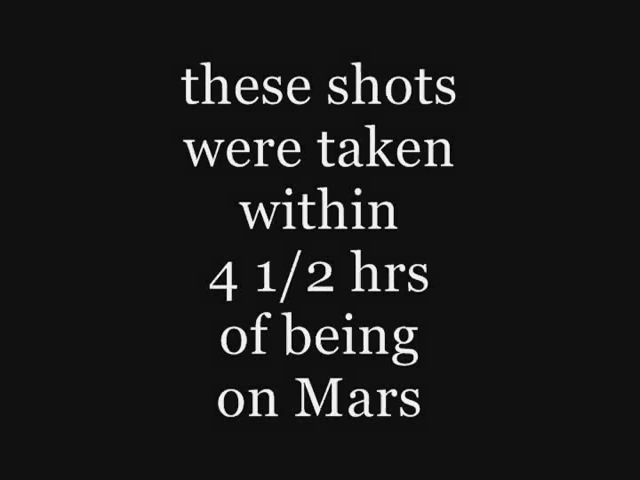 these shots
were taken
within
4 1/2 hrs
of being
on Mars